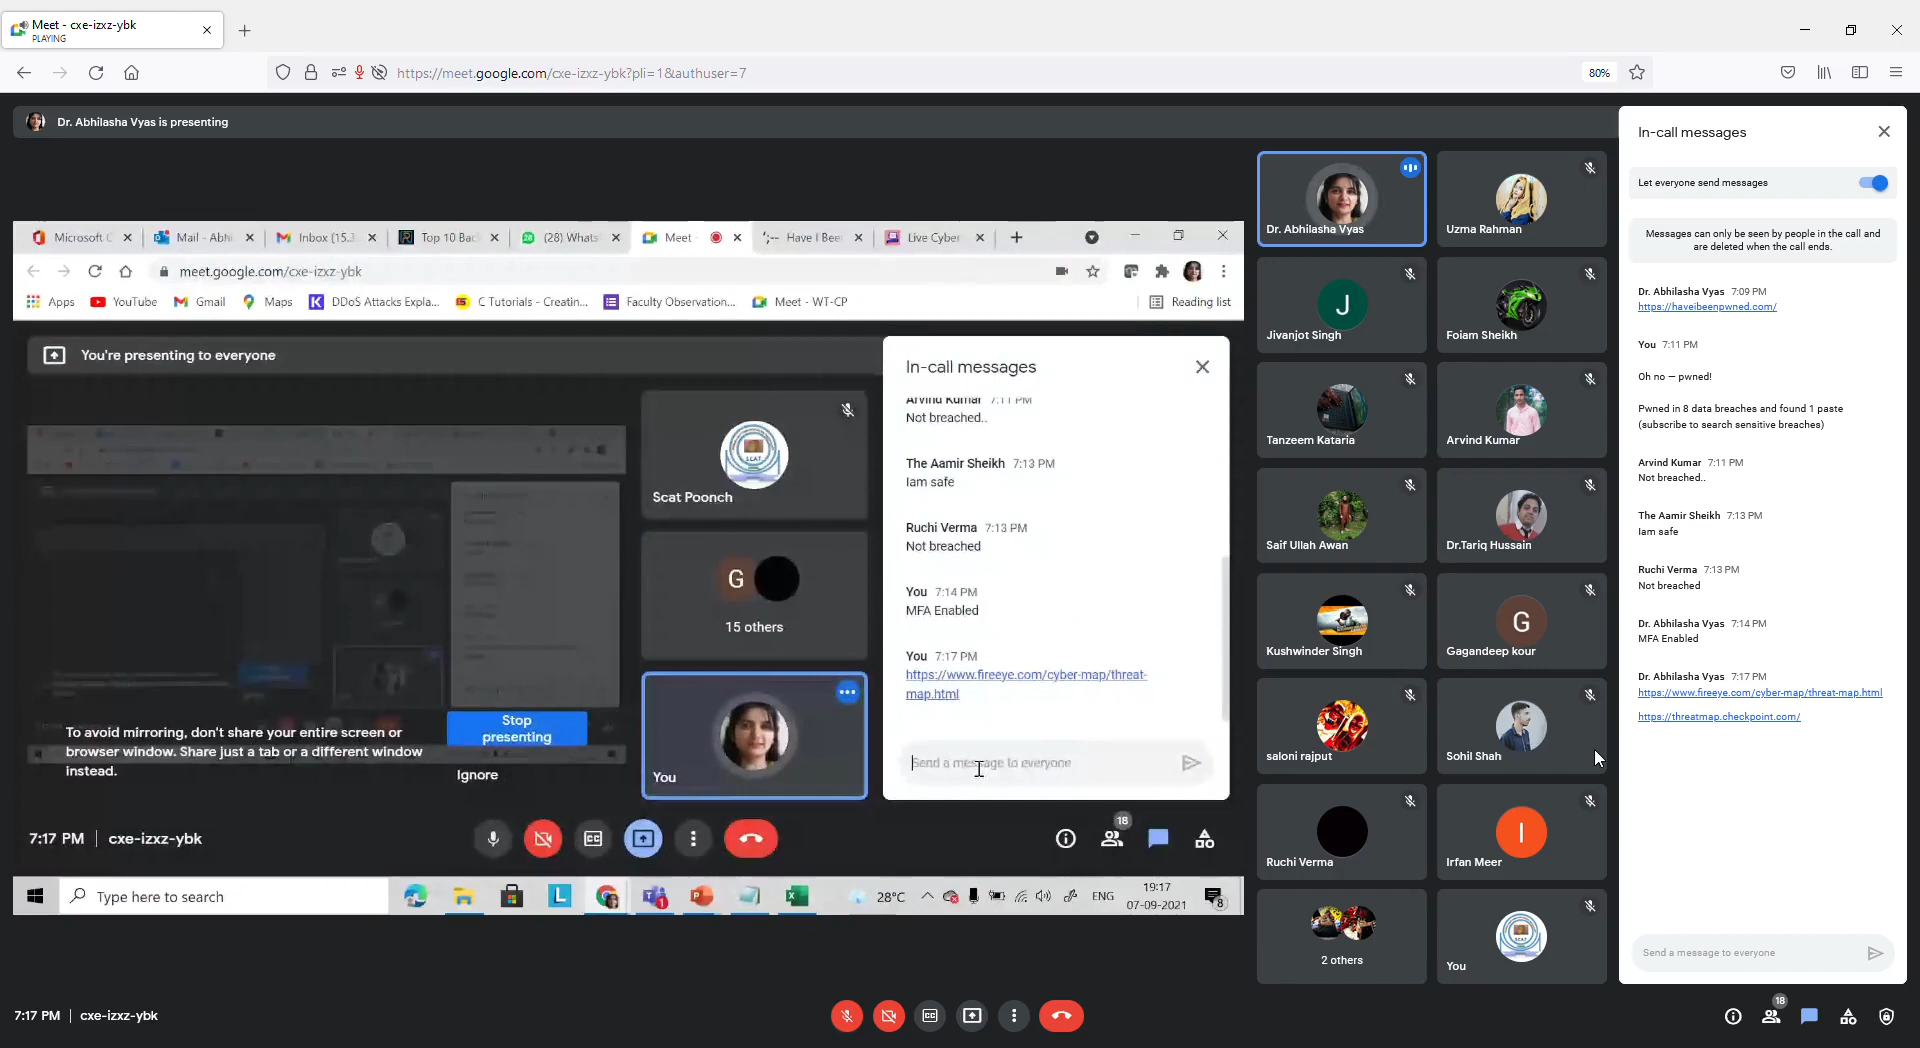 Meet - cxe-izxz-ybk
PLAYING
https://meet.google.com/cxe-izxz-ybk?pli=1&authuser=7
80%
Dr. Abhilasha Vyas is presenting
Microsoft
Mail - Abhi
Inbox (15.3
Top 10 Bac
(28) Whats
Meet
Have I Bee
Live Cyber
meet.google.com/cxe-izxz-ybk
Apps
YouTube
Gmail
Maps
DDoS Attacks Expla...
C Tutorials - Creatin...
Faculty Observation...
Meet - WT-CP
Reading list
You're presenting to everyone
To avoid mirroring, don't share your entire screen or
browser window. Share just a tab or a different window
instead.
Stop
presenting
Ignore
Scat Poonch
G
15 others
You
In-call messages
Arvind Kumar 7:11 PM
Not breached..
The Aamir Sheikh 7:13 PM
Iam safe
Ruchi Verma 7:13 PM
Not breached
You 7:14 PM
MFA Enabled
You 7:17 PM
https://www.fireeye.com/cyber-map/threat-
map.html
Send a message to everyone
7:17 PM | cxe-izxz-ybk
18
Type here to search
L
1
28°C
ENG
19:17
07-09-2021
8
Dr. Abhilasha Vyas
Uzma Rahman
J
Jivanjot Singh
Foiam Sheikh
Tanzeem Kataria
Arvind Kumar
Saif Ullah Awan
Dr.Tariq Hussain
Kushwinder Singh
G
Gagandeep kour
saloni rajput
Sohil Shah
Ruchi Verma
I
Irfan Meer
2 others
SCAT
You
In-call messages
Let everyone send messages
Messages can only be seen by people in the call and
are deleted when the call ends.
Dr. Abhilasha Vyas 7:09 PM
https://haveibeenpwned.com/
You 7:11 PM
Oh no — pwned!
Pwned in 8 data breaches and found 1 paste
(subscribe to search sensitive breaches)
Arvind Kumar 7:11 PM
Not breached..
The Aamir Sheikh 7:13 PM
Iam safe
Ruchi Verma 7:13 PM
Not breached
Dr. Abhilasha Vyas 7:14 PM
MFA Enabled
Dr. Abhilasha Vyas 7:17 PM
https://www.fireeye.com/cyber-map/threat-map.html
https://threatmap.checkpoint.com/
Send a message to everyone
7:17 PM | cxe-izxz-ybk
18